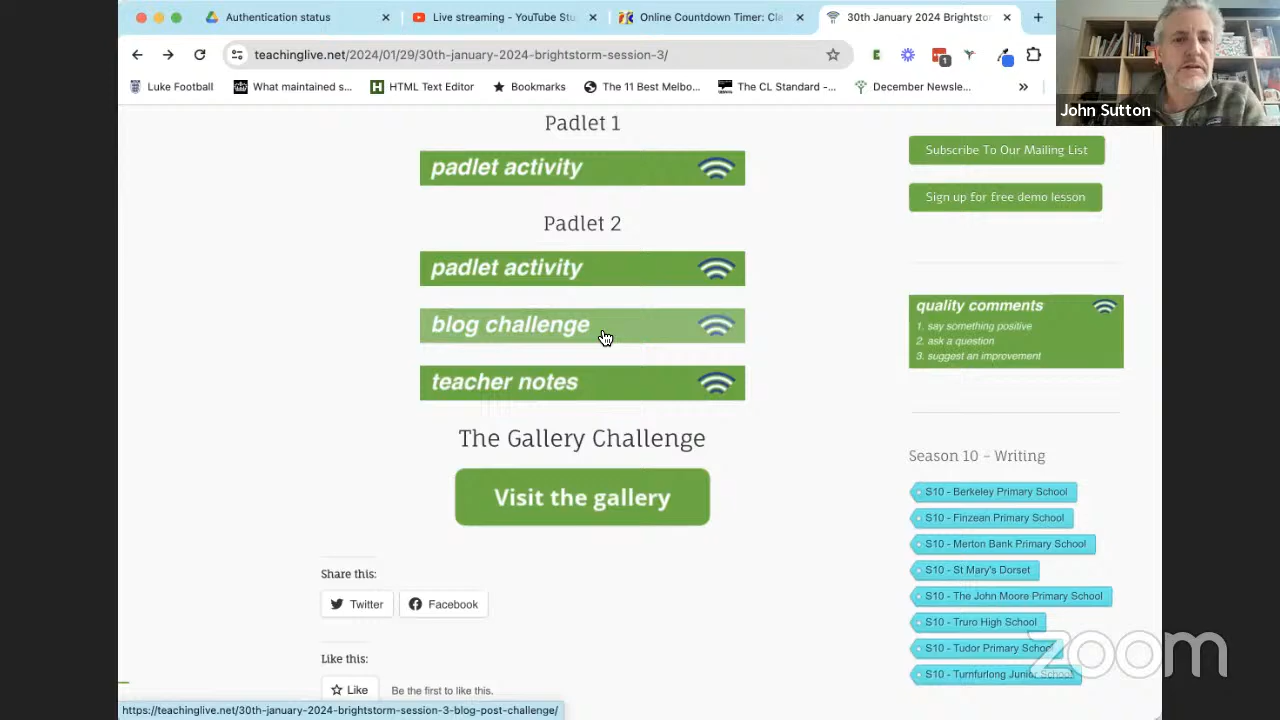 Authentication status
Live streaming - YouTube Stu
Online Countdown Timer: Cla
30th January 2024 Brightstor
teachinglive.net/2024/01/29/30th-january-2024-brightstorm-session-3/
1
Luke Football
What maintained s...
HTML Text Editor
Bookmarks
The 11 Best Melbo...
The CL Standard -...
December Newsle...
John Sutton
Padlet 1
padlet activity
Padlet 2
padlet activity
blog challenge
teacher notes
The Gallery Challenge
Visit the gallery
Share this:
Twitter
Facebook
Like this:
Like
Be the first to like this.
Subscribe To Our Mailing List
Sign up for free demo lesson
quality comments
1. say something positive
2. ask a question
3. suggest an improvement
Season 10 – Writing
S10 - Berkeley Primary School
S10 - Finzean Primary School
S10 - Merton Bank Primary School
S10 - St Mary's Dorset
S10 - The John Moore Primary School
S10 - Truro High School
S10 - Tudor Primary School
S10 - Turnfurlong Junior School
zoom
https://teachinglive.net/30th-january-2024-brightstorm-session-3-blog-post-challenge/